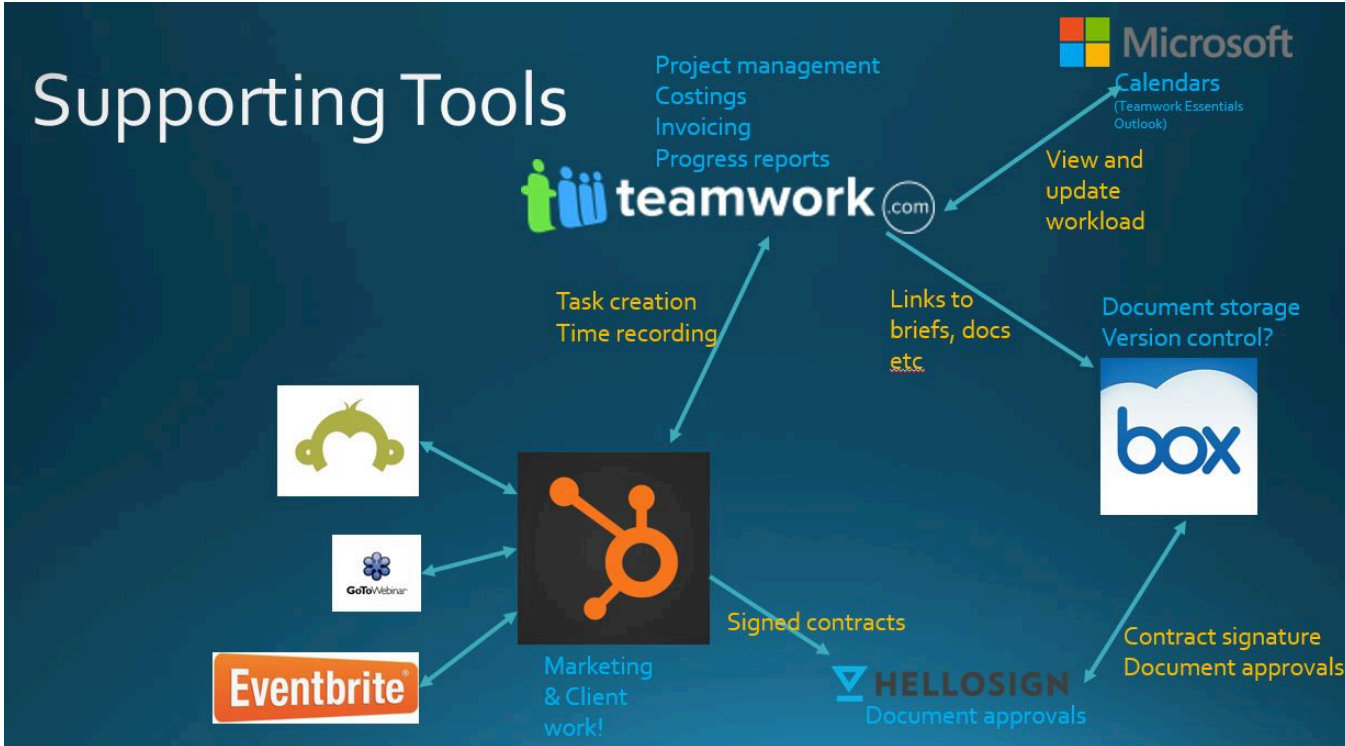 Supporting Tools
Project management
Costings
Invoicing
Progress reports
teamwork.com
Microsoft
Calendars
(Teamwork Essentials
Outlook)
View and
update
workload
Task creation
Time recording
Links to
briefs, docs
etc
Document storage
Version control?
box
GoToWebinar
Eventbrite®
Marketing
& Client
work!
Signed contracts
HELLOSIGN
Document approvals
Contract signature
Document approvals